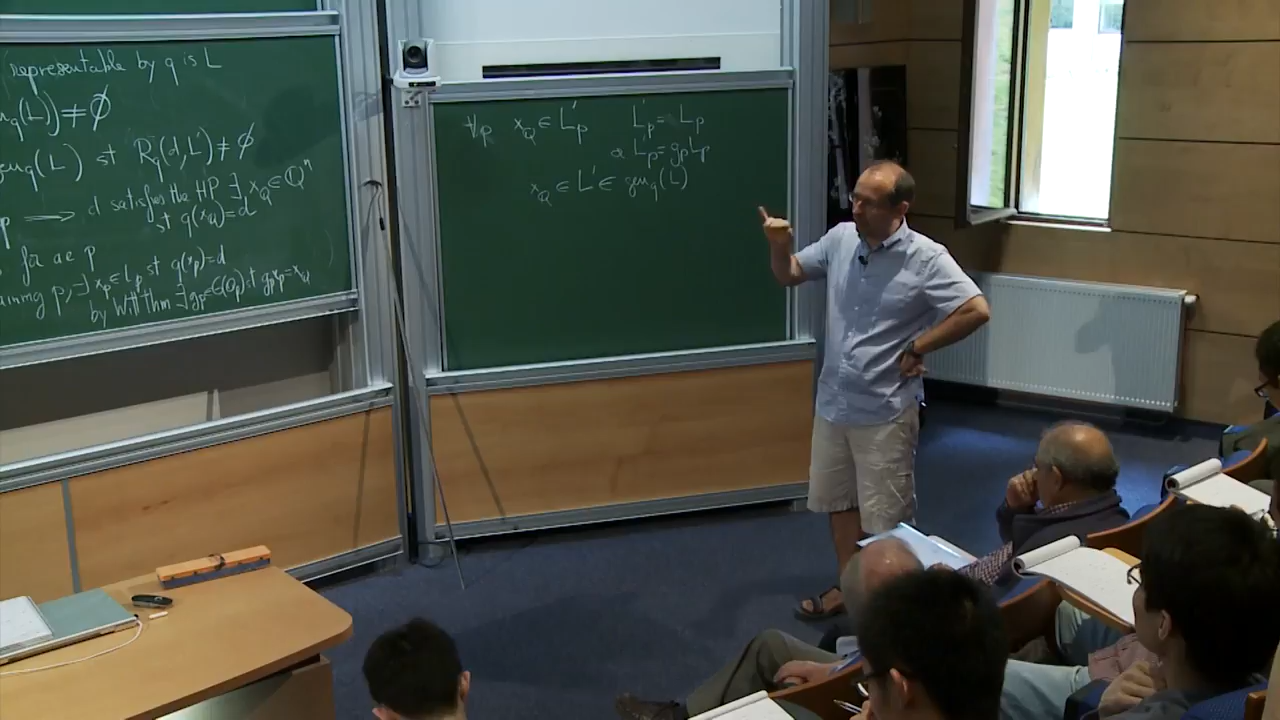 representable by q is L
(L) ≠ ∅
gen_q(L) st R_q(d,L) ≠ ∅
p ⟹ d satisfies the HP ∃ x_Q ∈ Q^n
st q(x_Q) = d
for ae p
p, ∃ x_p ∈ L_p st q(x_p) = d
by Witt thm ∃ g_p ∈ G(Q_p) st g_p x_p = x_Q
∀p x_Q ∈ L'_p L'_p = L_p
a L'_p = g_p L_p
x_Q ∈ L' ∈ gen_q(L)